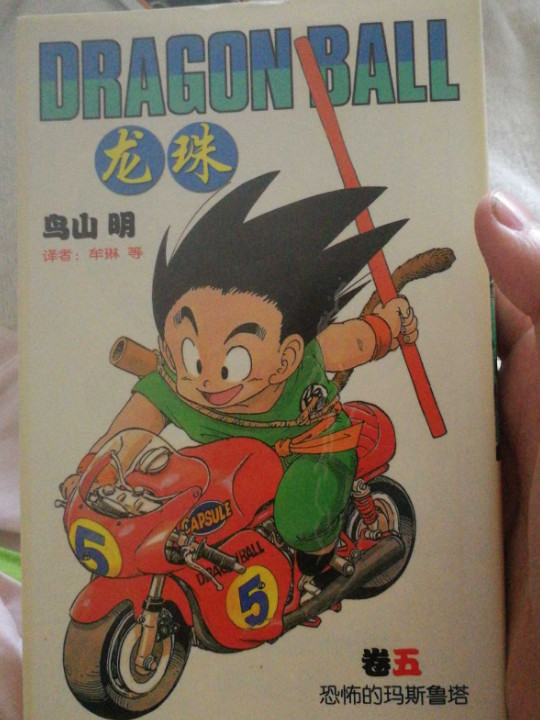 DRAGON BALL
龙珠
鸟山 明
译者：牟琳 等
CAPSULE
DRAGON BALL
5
5
卷五
恐怖的玛斯鲁塔